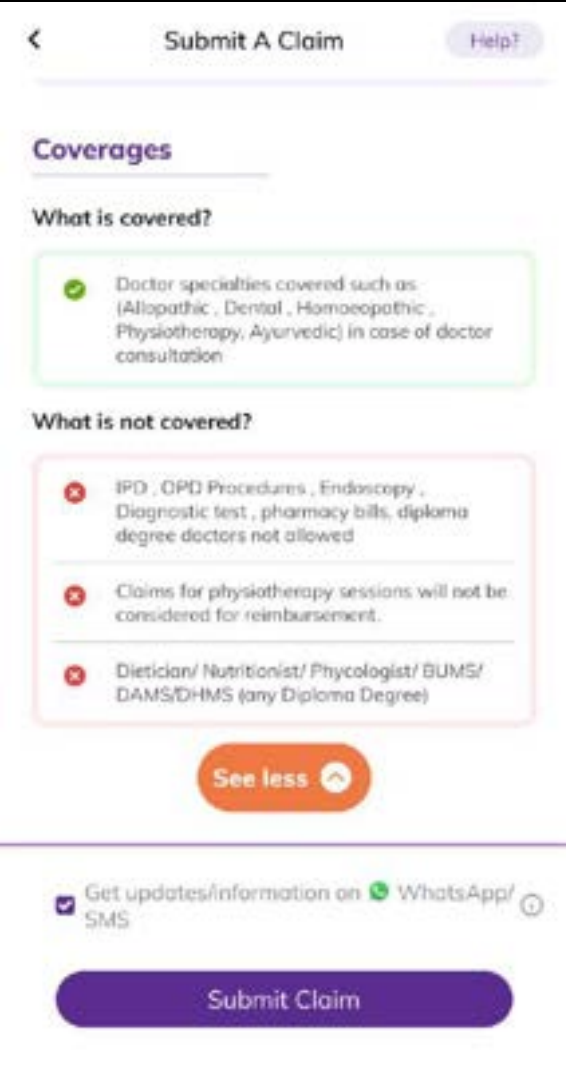 Submit A Claim
Help?
Coverages
What is covered?
Doctor specialties covered such as
(Allopathic , Dental , Homoeopathic ,
Physiotherapy, Ayurvedic) in case of doctor
consultation
What is not covered?
IPD , OPD Procedures , Endoscopy ,
Diagnostic test , pharmacy bills, diploma
degree doctors not allowed
Claims for physiotherapy sessions will not be
considered for reimbursement.
Dietician/ Nutritionist/ Phycologist/ BUMS/
DAMS/DHMS (any Diploma Degree)
See less
Get updates/information on WhatsApp/
SMS
Submit Claim